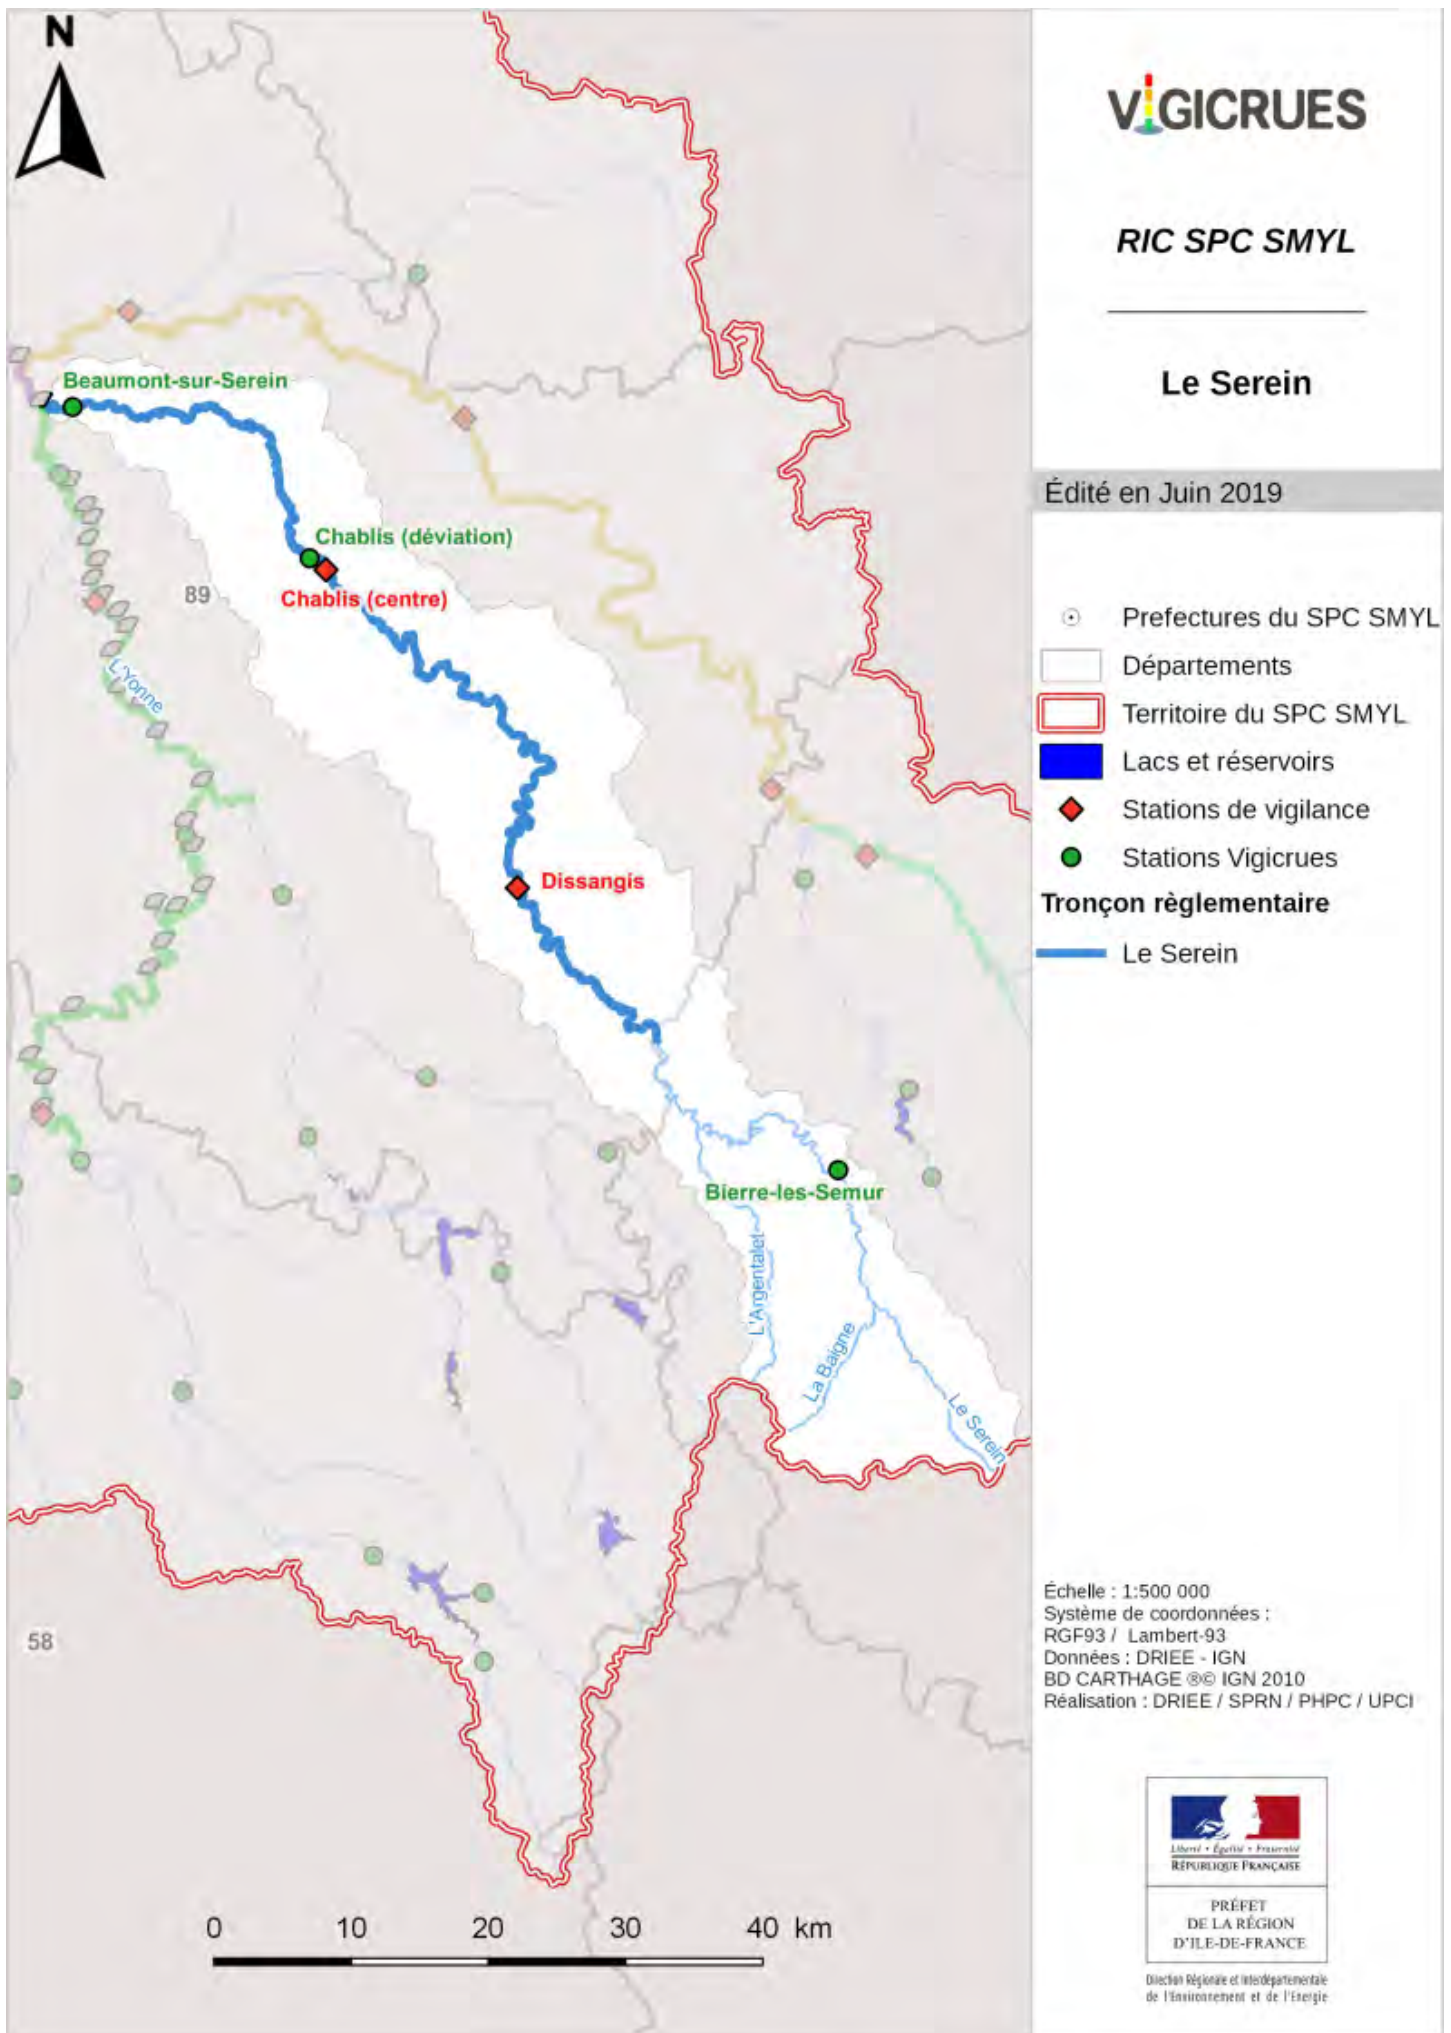 N
VIGICRUES
RIC SPC SMYL
Le Serein
Édité en Juin 2019
Prefectures du SPC SMYL
Départements
Territoire du SPC SMYL
Lacs et réservoirs
Stations de vigilance
Stations Vigicrues
Tronçon règlementaire
Le Serein
Beaumont-sur-Serein
Chablis (déviation)
Chablis (centre)
89
L'Yonne
Dissangis
Bierre-les-Semur
L'Argentalet
La Baigne
Le Serein
58
0 10 20 30 40 km
Échelle : 1:500 000
Système de coordonnées :
RGF93 / Lambert-93
Données : DRIEE - IGN
BD CARTHAGE ®© IGN 2010
Réalisation : DRIEE / SPRN / PHPC / UPCI
Liberté • Égalité • Fraternité
RÉPUBLIQUE FRANÇAISE
PRÉFET
DE LA RÉGION
D'ILE-DE-FRANCE
Direction Régionale et Interdépartementale
de l'Environnement et de l'Energie